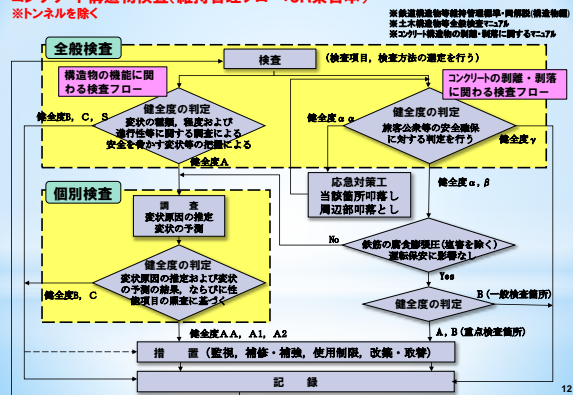 ※トンネルを除く
※鉄道構造物等維持管理標準・同解説(構造物編)
※土木構造物等全般検査マニュアル
※コンクリート構造物の剥離・剥落に関するマニュアル
全般検査
検査
(検査項目,検査方法の選定を行う)
構造物の機能に関
わる検査フロー
コンクリートの剥離・剥落
に関わる検査フロー
健全度B, C, S
健全度の判定
変状の種類,程度および
進行性等に関する調査による
安全を脅かす変状等の把握による
健全度αα
健全度の判定
旅客公衆等の安全確保
に対する判定を行う
健全度γ
健全度A
応急対策工
当該箇所叩落し
周辺部叩落とし
健全度α,β
個別検査
調 査
変状原因の推定
変状の予測
No
鉄筋の腐食膨張圧(塩害を除く)
運転保安に影響なし
Yes
健全度の判定
変状原因の推定および変状
の予測の結果,ならびに性
能項目の照査に基づく
健全度B, C
健全度の判定
B(一般検査箇所)
健全度AA, A1, A2
A, B(重点検査箇所)
措 置(監視,補修・補強,使用制限,改築・取替)
記 録
12